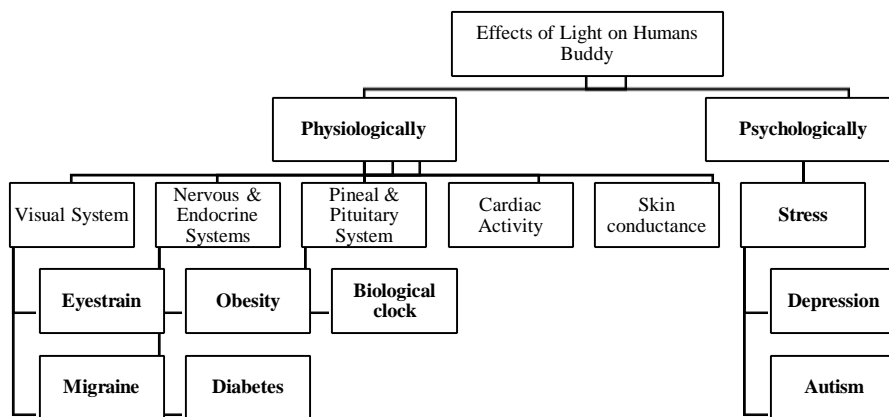 Effects of Light on Humans
Buddy
Physiologically
Psychologically
Visual System
Nervous &
Endocrine
Systems
Pineal &
Pituitary
System
Cardiac
Activity
Skin
conductance
Stress
Eyestrain
Obesity
Biological
clock
Depression
Migraine
Diabetes
Autism